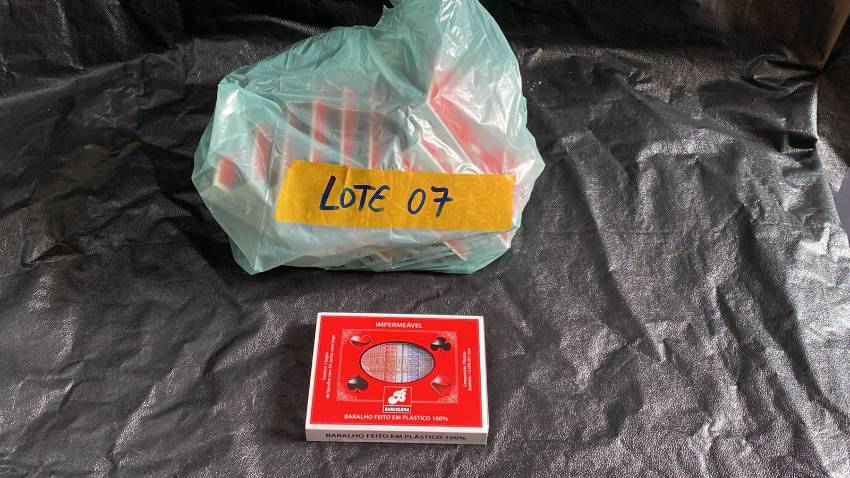 LOTE 07
IMPERMEÁVEL
BARCELONA
BARALHO FEITO EM PLÁSTICO 100%
BARALHO FEITO EM PLÁSTICO 100%